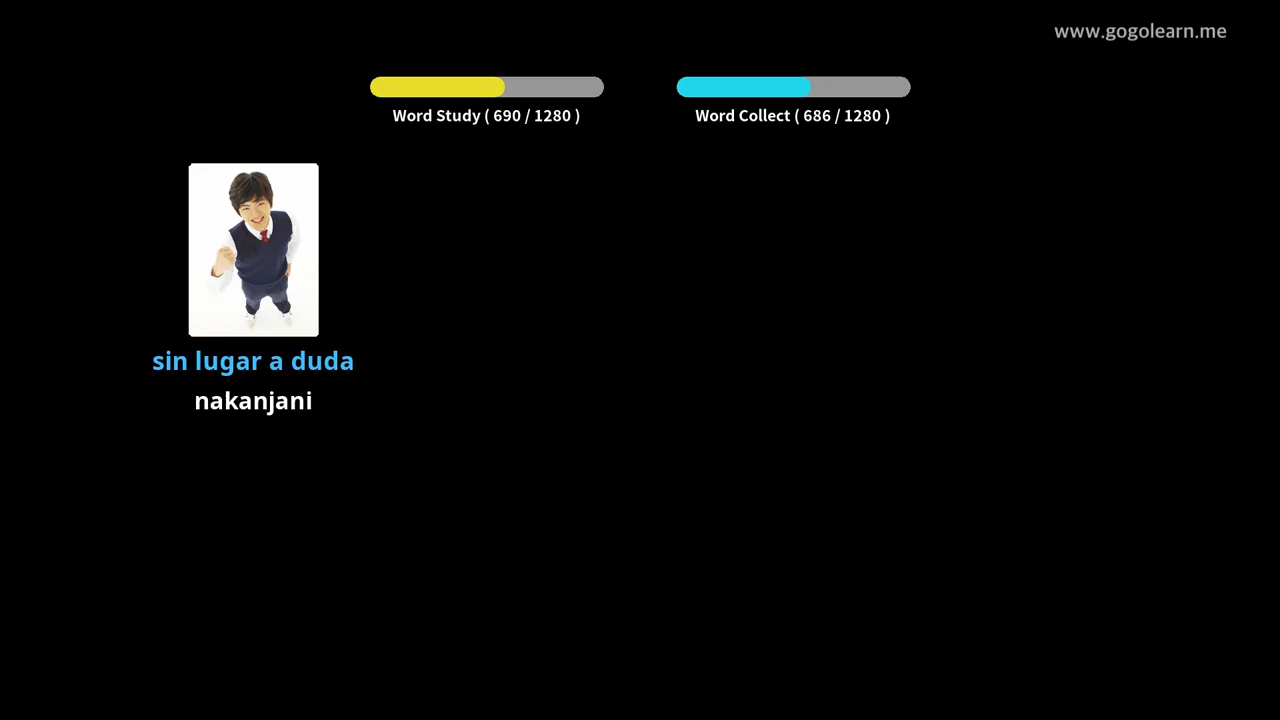 www.gogolearn.me
Word Study ( 690 / 1280 )
Word Collect ( 686 / 1280 )
sin lugar a duda
nakanjani